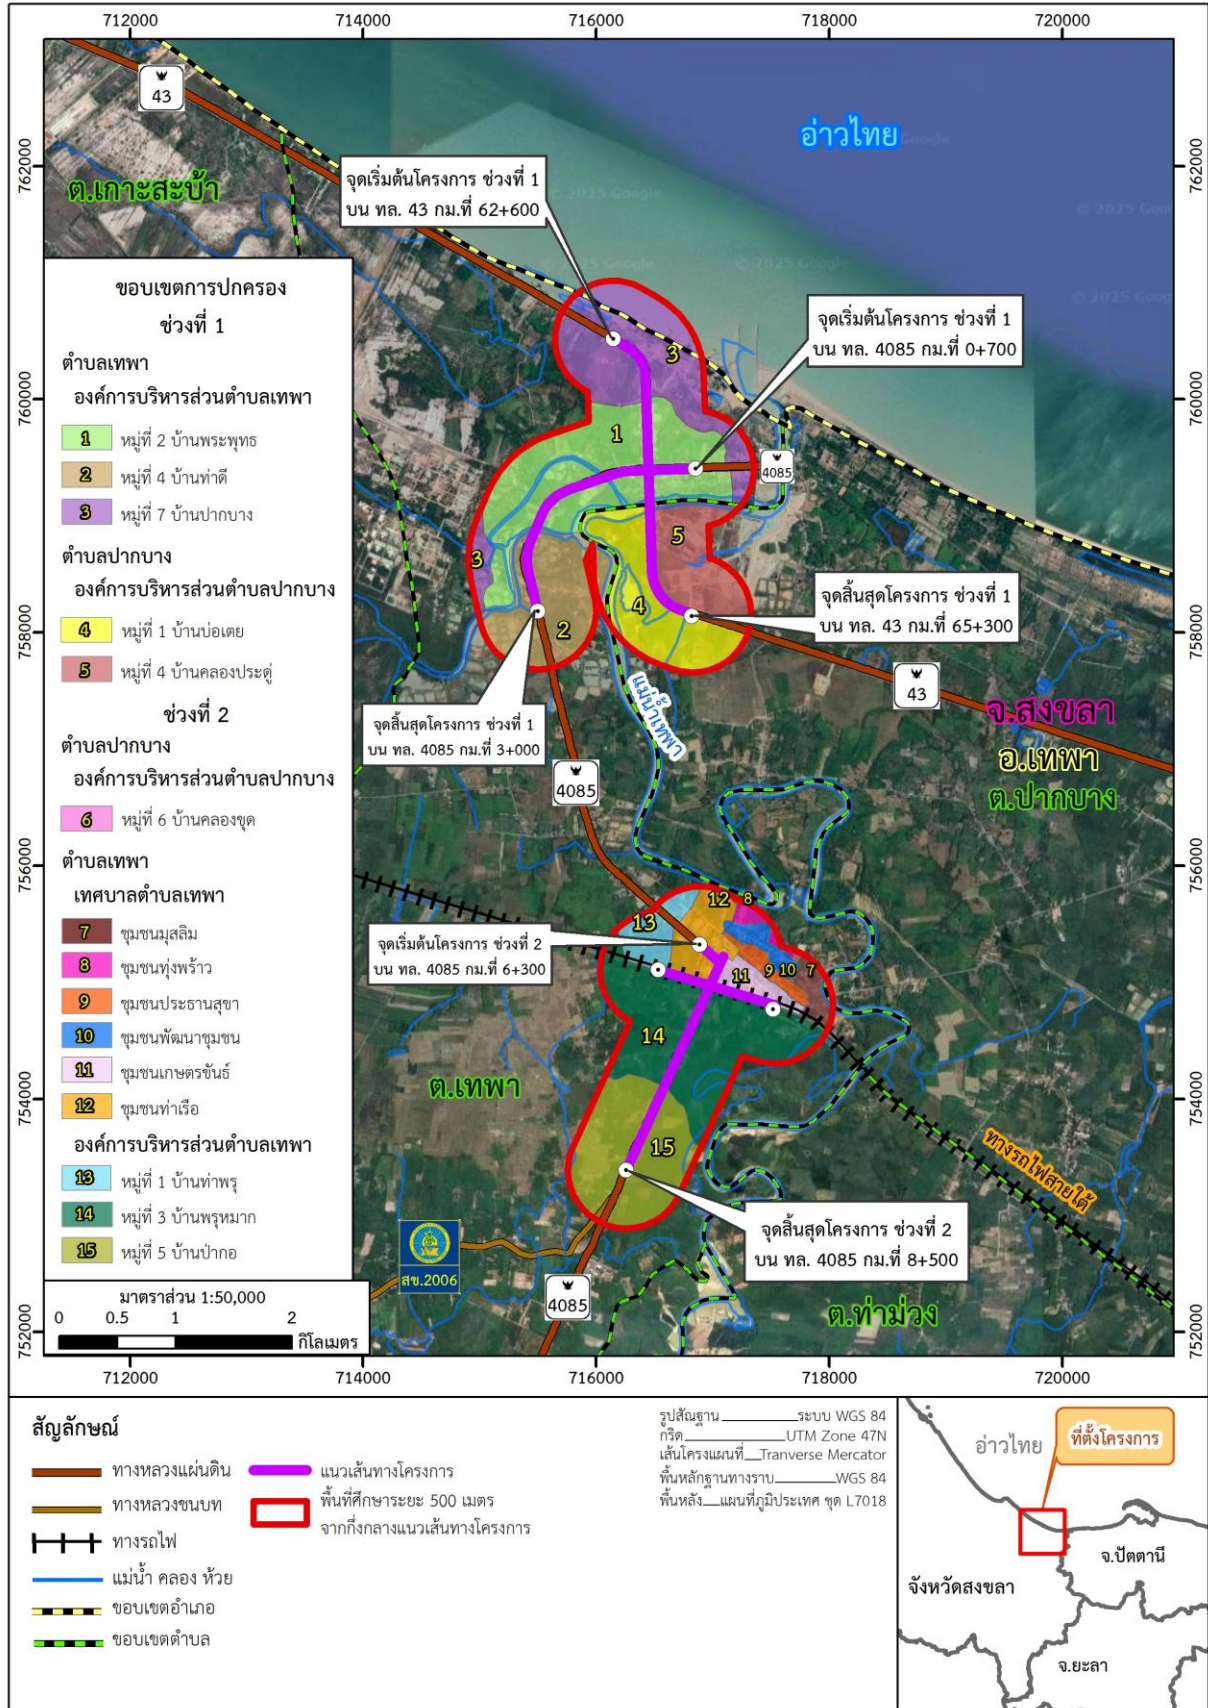 712000
714000
716000
718000
720000
762000
760000
758000
756000
754000
752000
762000
760000
758000
756000
754000
752000
43
อ่าวไทย
Google
© 2025 Google
© 2025 Google
© 2025 Google
ต.เกาะสะบ้า
จุดเริ่มต้นโครงการ ช่วงที่ 1
บน ทล. 43 กม.ที่ 62+600
จุดเริ่มต้นโครงการ ช่วงที่ 1
บน ทล. 4085 กม.ที่ 0+700
3
1
4085
5
3
4
2
จุดสิ้นสุดโครงการ ช่วงที่ 1
บน ทล. 43 กม.ที่ 65+300
43
จุดสิ้นสุดโครงการ ช่วงที่ 1
บน ทล. 4085 กม.ที่ 3+000
แม่น้ำเทพา
จ.สงขลา
อ.เทพา
ต.ปากบาง
4085
12
8
13
จุดเริ่มต้นโครงการ ช่วงที่ 2
บน ทล. 4085 กม.ที่ 6+300
11
9
10
7
14
ต.เทพา
15
ทางรถไฟสายใต้
จุดสิ้นสุดโครงการ ช่วงที่ 2
บน ทล. 4085 กม.ที่ 8+500
สข.2006
4085
ต.ท่าม่วง
ขอบเขตการปกครอง
ช่วงที่ 1
ตำบลเทพา
องค์การบริหารส่วนตำบลเทพา
1 หมู่ที่ 2 บ้านพระพุทธ
2 หมู่ที่ 4 บ้านท่าดี
3 หมู่ที่ 7 บ้านปากบาง
ตำบลปากบาง
องค์การบริหารส่วนตำบลปากบาง
4 หมู่ที่ 1 บ้านบ่อเตย
5 หมู่ที่ 4 บ้านคลองประดู่
ช่วงที่ 2
ตำบลปากบาง
องค์การบริหารส่วนตำบลปากบาง
6 หมู่ที่ 6 บ้านคลองขุด
ตำบลเทพา
เทศบาลตำบลเทพา
7 ชุมชนมุสลิม
8 ชุมชนทุ่งพร้าว
9 ชุมชนประธานสุขา
10 ชุมชนพัฒนาชุมชน
11 ชุมชนเกษตรขันธ์
12 ชุมชนท่าเรือ
องค์การบริหารส่วนตำบลเทพา
13 หมู่ที่ 1 บ้านท่าพรุ
14 หมู่ที่ 3 บ้านพรุหมาก
15 หมู่ที่ 5 บ้านป่ากอ
มาตราส่วน 1:50,000
0 0.5 1 2
กิโลเมตร
712000
714000
716000
718000
720000
สัญลักษณ์
ทางหลวงแผ่นดิน
ทางหลวงชนบท
ทางรถไฟ
แม่น้ำ คลอง ห้วย
ขอบเขตอำเภอ
ขอบเขตตำบล
แนวเส้นทางโครงการ
พื้นที่ศึกษาระยะ 500 เมตร
จากกึ่งกลางแนวเส้นทางโครงการ
รูปสัณฐาน ระบบ WGS 84
กริด UTM Zone 47N
เส้นโครงแผนที่ Tranverse Mercator
พื้นหลักฐานทางราบ WGS 84
พื้นหลัง แผนที่ภูมิประเทศ ชุด L7018
อ่าวไทย
ที่ตั้งโครงการ
จ.ปัตตานี
จังหวัดสงขลา
จ.ยะลา